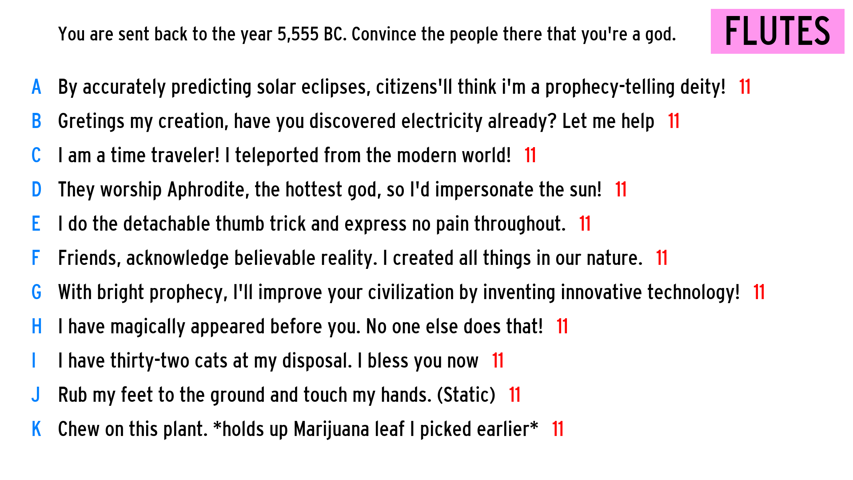 You are sent back to the year 5,555 BC. Convince the people there that you're a god.
FLUTES
A By accurately predicting solar eclipses, citizens'll think i'm a prophecy-telling deity! 11
B Gretings my creation, have you discovered electricity already? Let me help 11
C I am a time traveler! I teleported from the modern world! 11
D They worship Aphrodite, the hottest god, so I'd impersonate the sun! 11
E I do the detachable thumb trick and express no pain throughout. 11
F Friends, acknowledge believable reality. I created all things in our nature. 11
G With bright prophecy, I'll improve your civilization by inventing innovative technology! 11
H I have magically appeared before you. No one else does that! 11
I I have thirty-two cats at my disposal. I bless you now 11
J Rub my feet to the ground and touch my hands. (Static) 11
K Chew on this plant. *holds up Marijuana leaf I picked earlier* 11